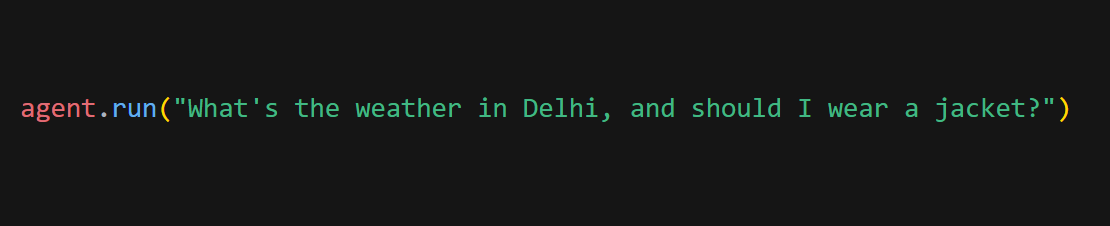 agent.run("What's the weather in Delhi, and should I wear a jacket?")